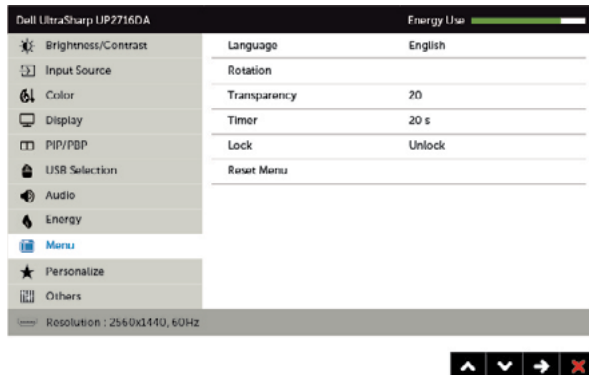 Dell UltraSharp UP2716DA Energy Use
Brightness/Contrast Language English
Input Source Rotation
Color Transparency 20
Display Timer 20 s
PIP/PBP Lock Unlock
USB Selection Reset Menu
Audio
Energy
Menu
Personalize
Others
Resolution : 2560x1440, 60Hz